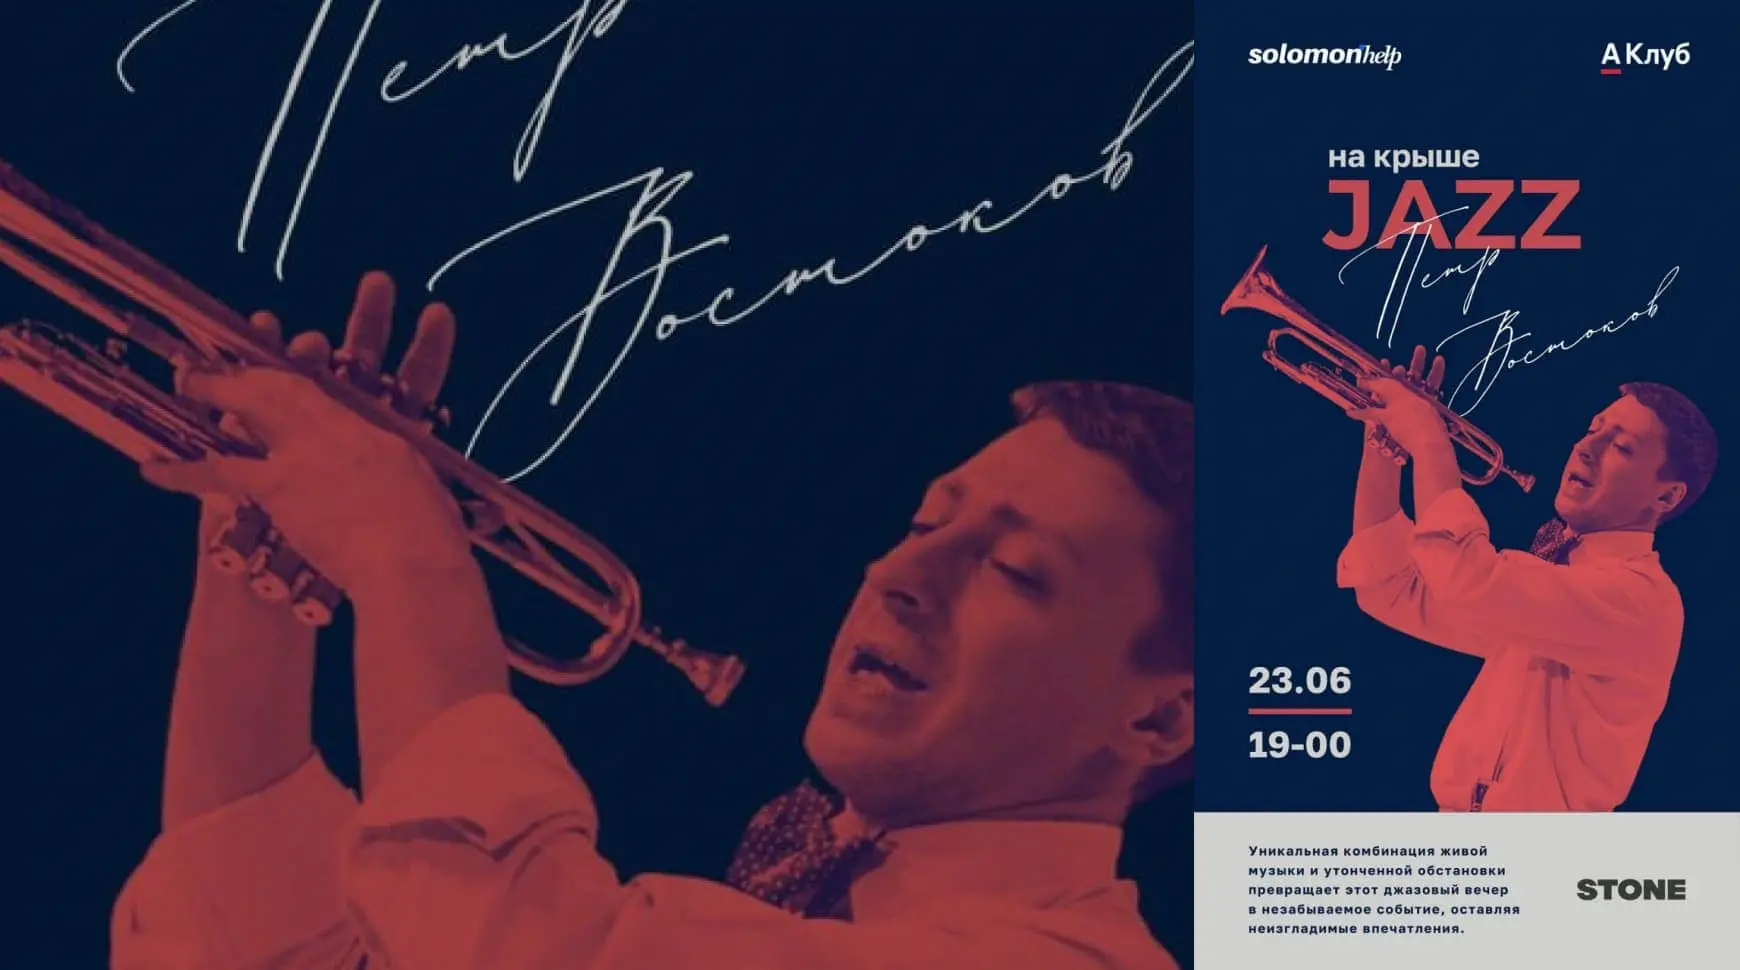 Петр
Востоков
solomonhelp
А Клуб
на крыше
JAZZ
Петр
Востоков
23.06
19-00
Уникальная комбинация живой
музыки и утонченной обстановки
превращает этот джазовый вечер
в незабываемое событие, оставляя
неизгладимые впечатления.
STONE